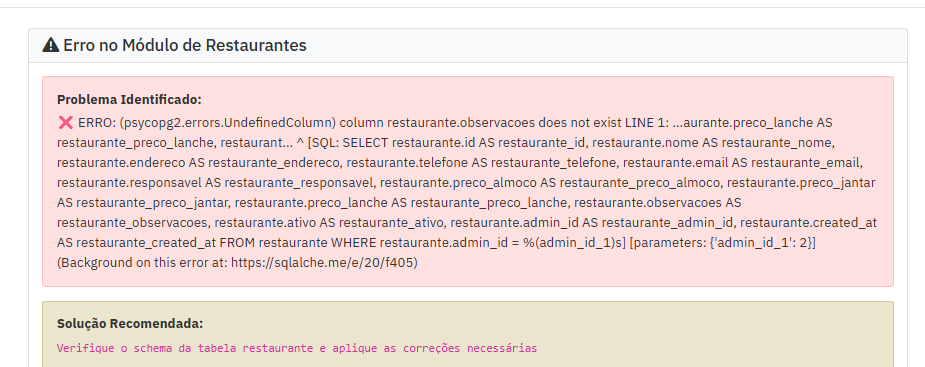 Erro no Módulo de Restaurantes
Problema Identificado:
❌ ERRO: (psycopg2.errors.UndefinedColumn) column restaurante.observacoes does not exist LINE 1: ...aurante.preco_lanche AS
restaurante_preco_lanche, restaurant... ^ [SQL: SELECT restaurante.id AS restaurante_id, restaurante.nome AS restaurante_nome,
restaurante.endereco AS restaurante_endereco, restaurante.telefone AS restaurante_telefone, restaurante.email AS restaurante_email,
restaurante.responsavel AS restaurante_responsavel, restaurante.preco_almoco AS restaurante_preco_almoco, restaurante.preco_jantar
AS restaurante_preco_jantar, restaurante.preco_lanche AS restaurante_preco_lanche, restaurante.observacoes AS
restaurante_observacoes, restaurante.ativo AS restaurante_ativo, restaurante.admin_id AS restaurante_admin_id, restaurante.created_at
AS restaurante_created_at FROM restaurante WHERE restaurante.admin_id = %(admin_id_1)s] [parameters: {'admin_id_1': 2}]
(Background on this error at: https://sqlalche.me/e/20/f405)
Solução Recomendada:
Verifique o schema da tabela restaurante e aplique as correções necessárias